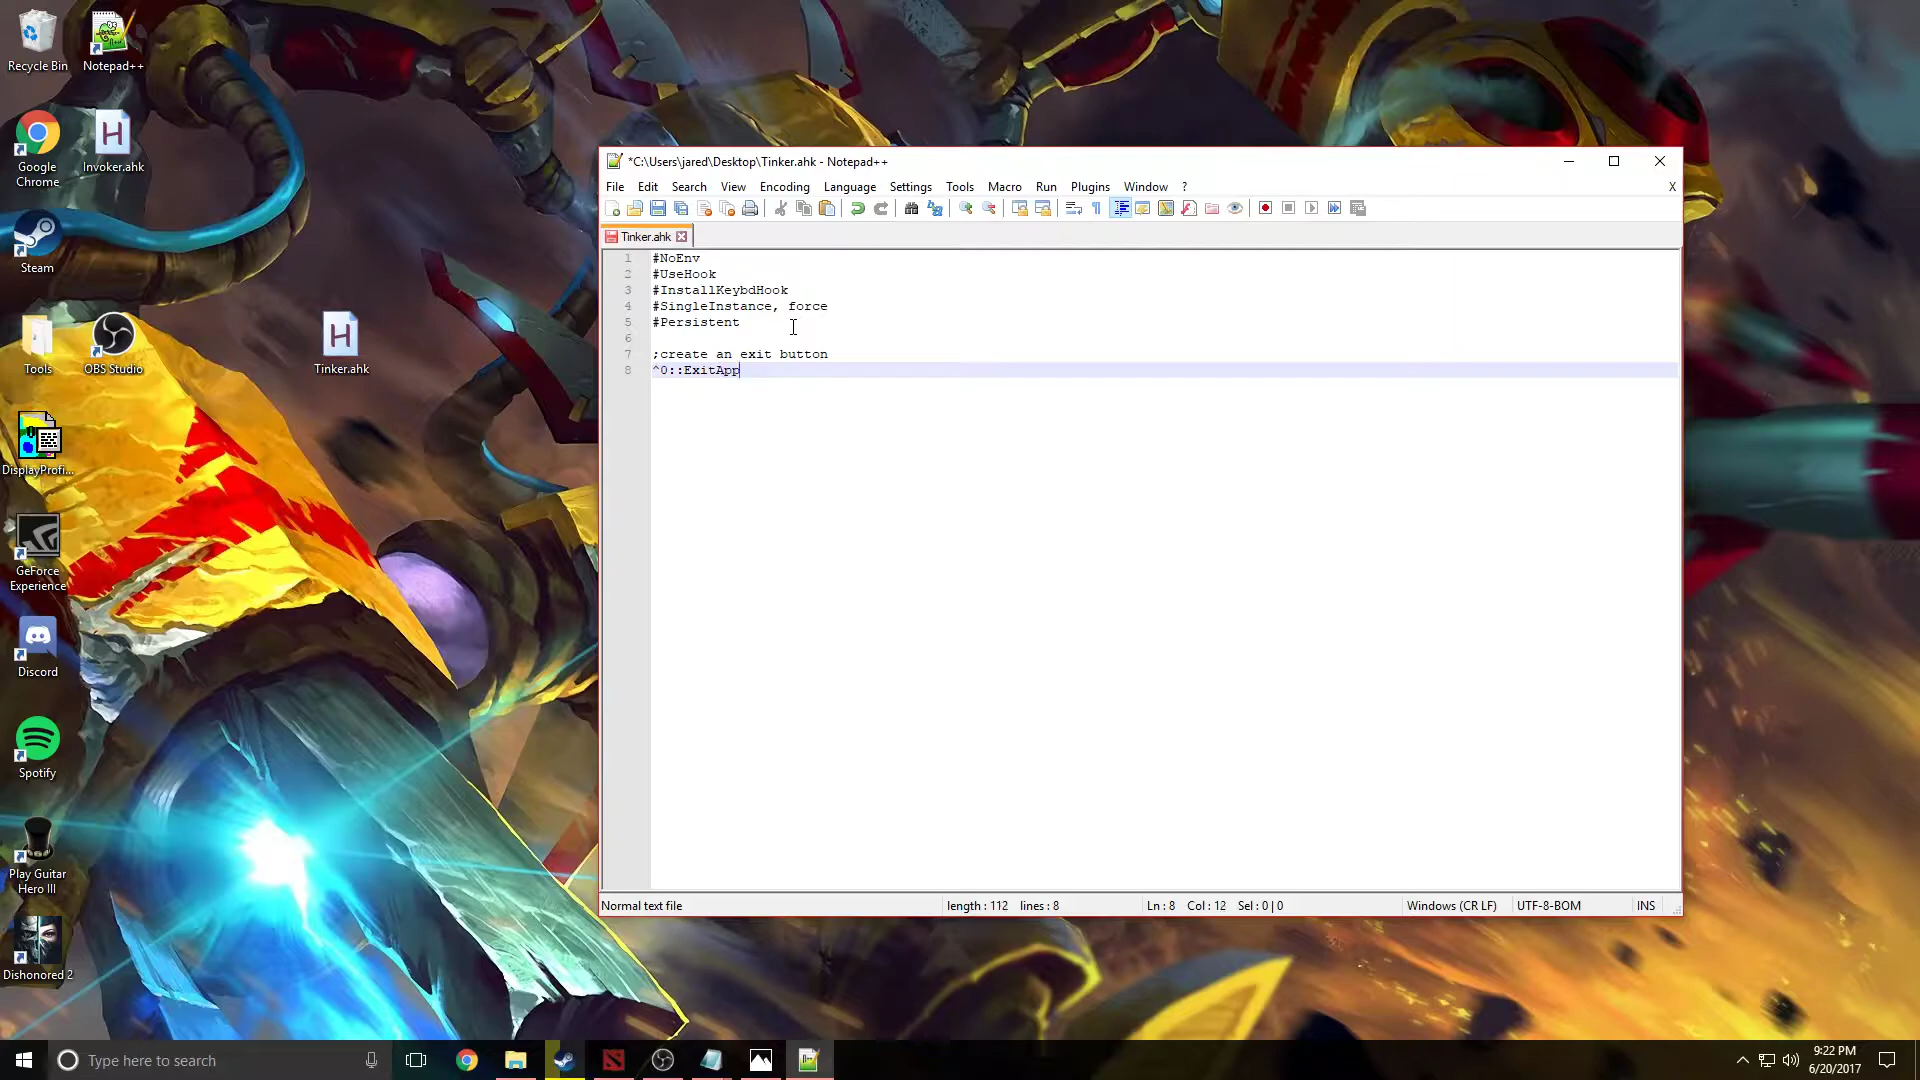 Recycle Bin
Notepad++
Google
Chrome
Invoker.ahk
Steam
Tools
OBS Studio
Tinker.ahk
DisplayProfi...
GeForce
Experience
Discord
Spotify
Play Guitar
Hero III
Dishonored 2
*C:\Users\jared\Desktop\Tinker.ahk - Notepad++
File Edit Search View Encoding Language Settings Tools Macro Run Plugins Window ? X
Tinker.ahk
1 #NoEnv
2 #UseHook
3 #InstallKeybdHook
4 #SingleInstance, force
5 #Persistent
6
7 ;create an exit button
8 ^0::ExitApp
Normal text file length : 112 lines : 8 Ln : 8 Col : 12 Sel : 0 | 0 Windows (CR LF) UTF-8-BOM INS
Type here to search
9:22 PM
6/20/2017